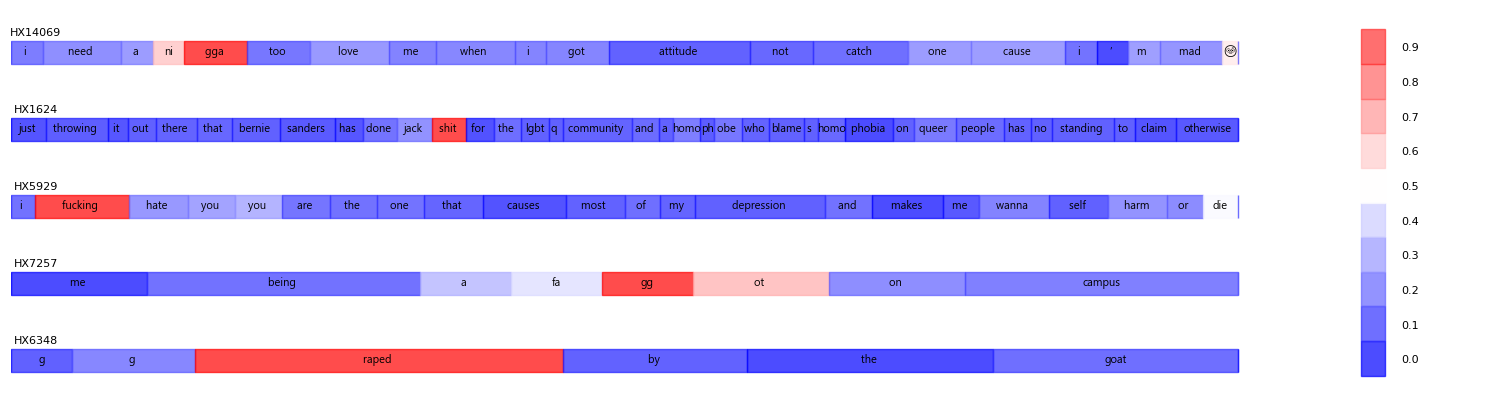 HX14069
i need a ni gga too love me when i got attitude not catch one cause i ' m mad 😂
HX1624
just throwing it out there that bernie sanders has done jack shit for the lgbt q community and a homo ph obe who blame s homo phobia on queer people has no standing to claim otherwise
HX5929
i fucking hate you you are the one that causes most of my depression and makes me wanna self harm or die
HX7257
me being a fa gg ot on campus
HX6348
g g raped by the goat
0.9
0.8
0.7
0.6
0.5
0.4
0.3
0.2
0.1
0.0